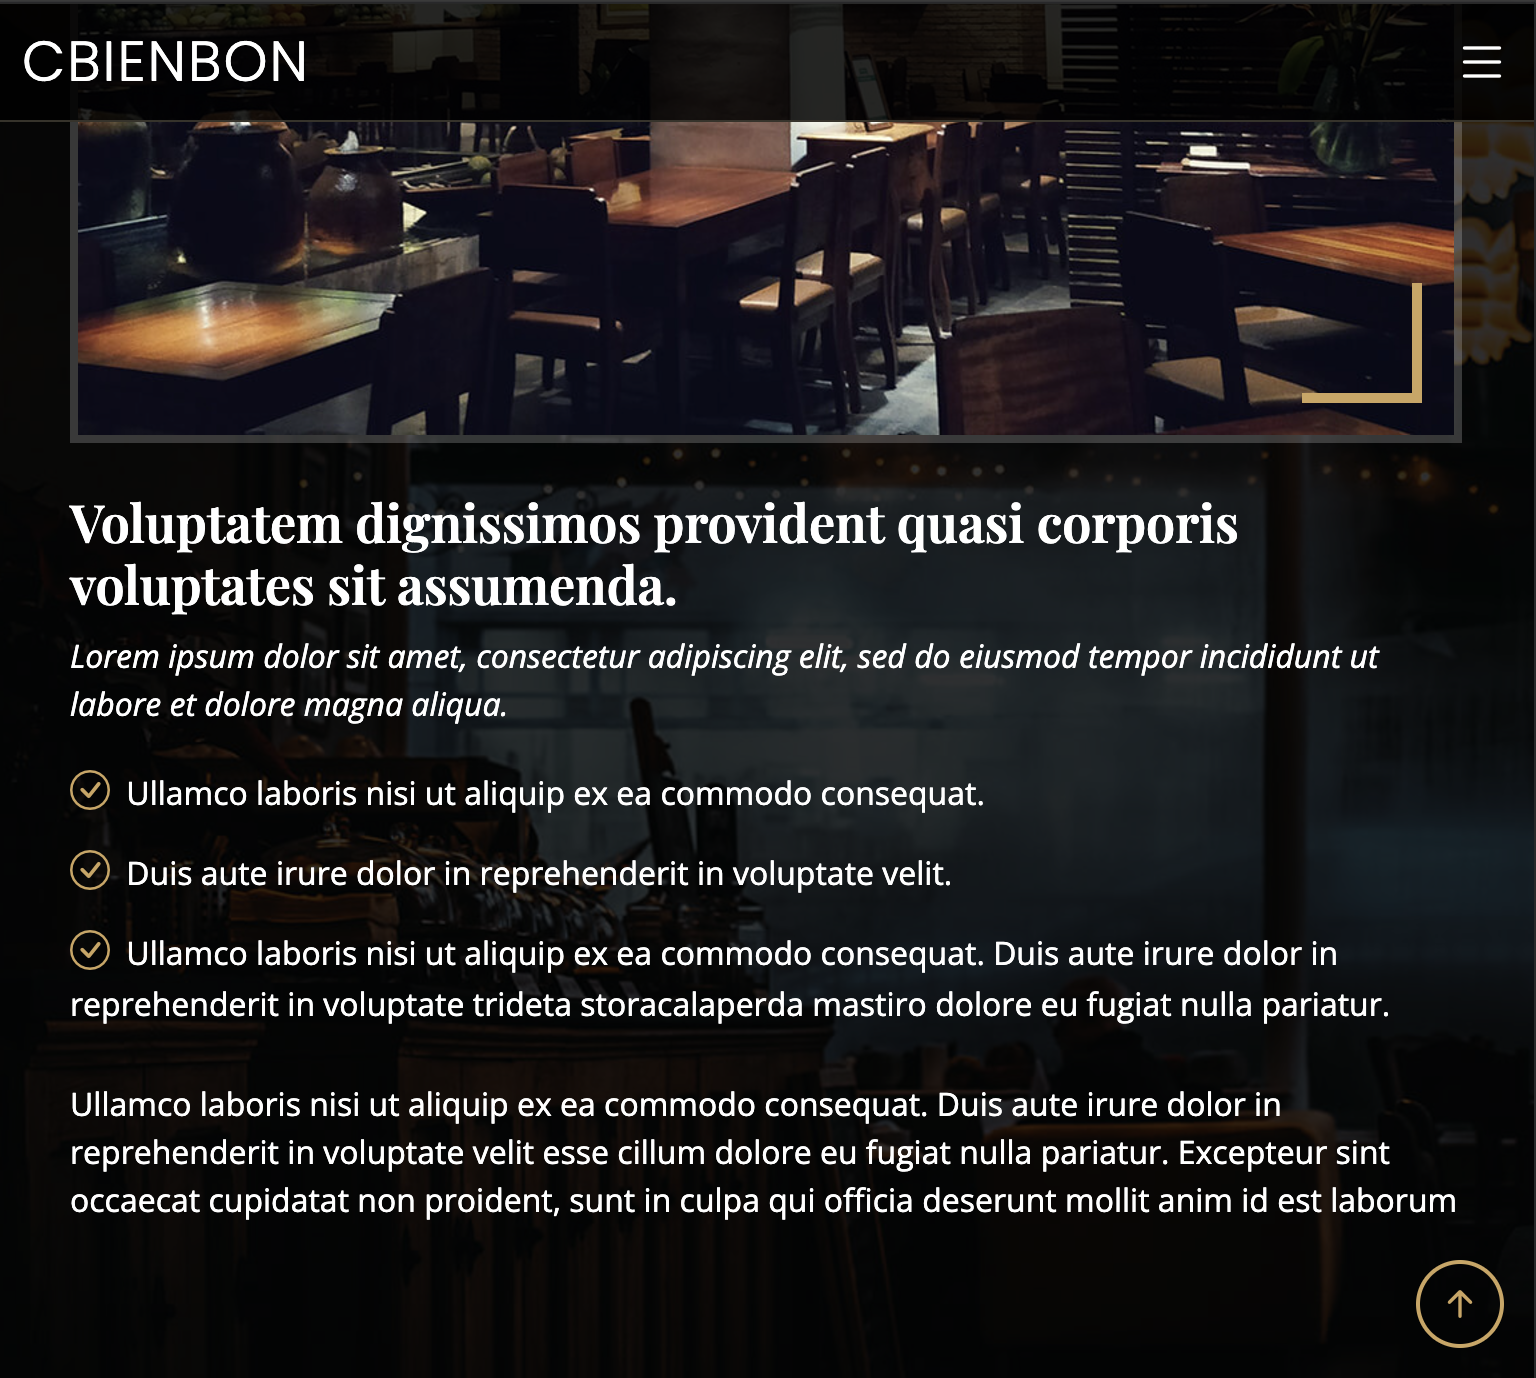 CBIENBON
Voluptatem dignissimos provident quasi corporis
voluptates sit assumenda.
Lorem ipsum dolor sit amet, consectetur adipiscing elit, sed do eiusmod tempor incididunt ut
labore et dolore magna aliqua.
Ullamco laboris nisi ut aliquip ex ea commodo consequat.
Duis aute irure dolor in reprehenderit in voluptate velit.
Ullamco laboris nisi ut aliquip ex ea commodo consequat. Duis aute irure dolor in
reprehenderit in voluptate trideta storacalaperda mastiro dolore eu fugiat nulla pariatur.
Ullamco laboris nisi ut aliquip ex ea commodo consequat. Duis aute irure dolor in
reprehenderit in voluptate velit esse cillum dolore eu fugiat nulla pariatur. Excepteur sint
occaecat cupidatat non proident, sunt in culpa qui officia deserunt mollit anim id est laborum